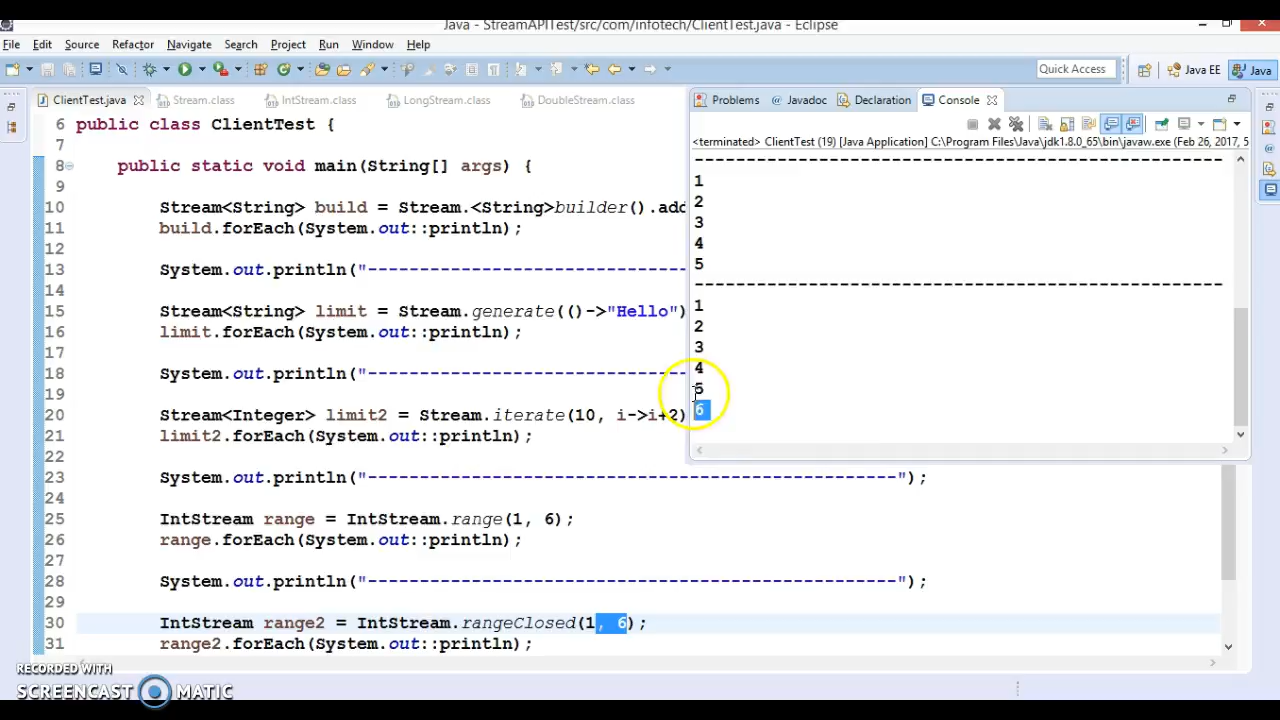 Java - StreamAPITest/src/com/infotech/ClientTest.java - Eclipse
File Edit Source Refactor Navigate Search Project Run Window Help
Quick Access Java EE Java
ClientTest.java Stream.class IntStream.class LongStream.class DoubleStream.class
6 public class ClientTest {
7
8 public static void main(String[] args) {
9
10 Stream<String> build = Stream.<String>builder().add
11 build.forEach(System.out::println);
12
13 System.out.println("-------------------------------
14
15 Stream<String> limit = Stream.generate(()->"Hello")
16 limit.forEach(System.out::println);
17
18 System.out.println("-------------------------------
19
20 Stream<Integer> limit2 = Stream.iterate(10, i->i+2)
21 limit2.forEach(System.out::println);
22
23 System.out.println("---------------------------------------------------");
24
25 IntStream range = IntStream.range(1, 6);
26 range.forEach(System.out::println);
27
28 System.out.println("---------------------------------------------------");
29
30 IntStream range2 = IntStream.rangeClosed(1, 6);
31 range2.forEach(System.out::println);
Problems @ Javadoc Declaration Console
<terminated> ClientTest (19) [Java Application] C:\Program Files\Java\jdk1.8.0_65\bin\javaw.exe (Feb 26, 2017, 5
---------------------------------------------------
1
2
3
4
5
---------------------------------------------------
1
2
3
4
5
6
RECORDED WITH
SCREENCAST MATIC